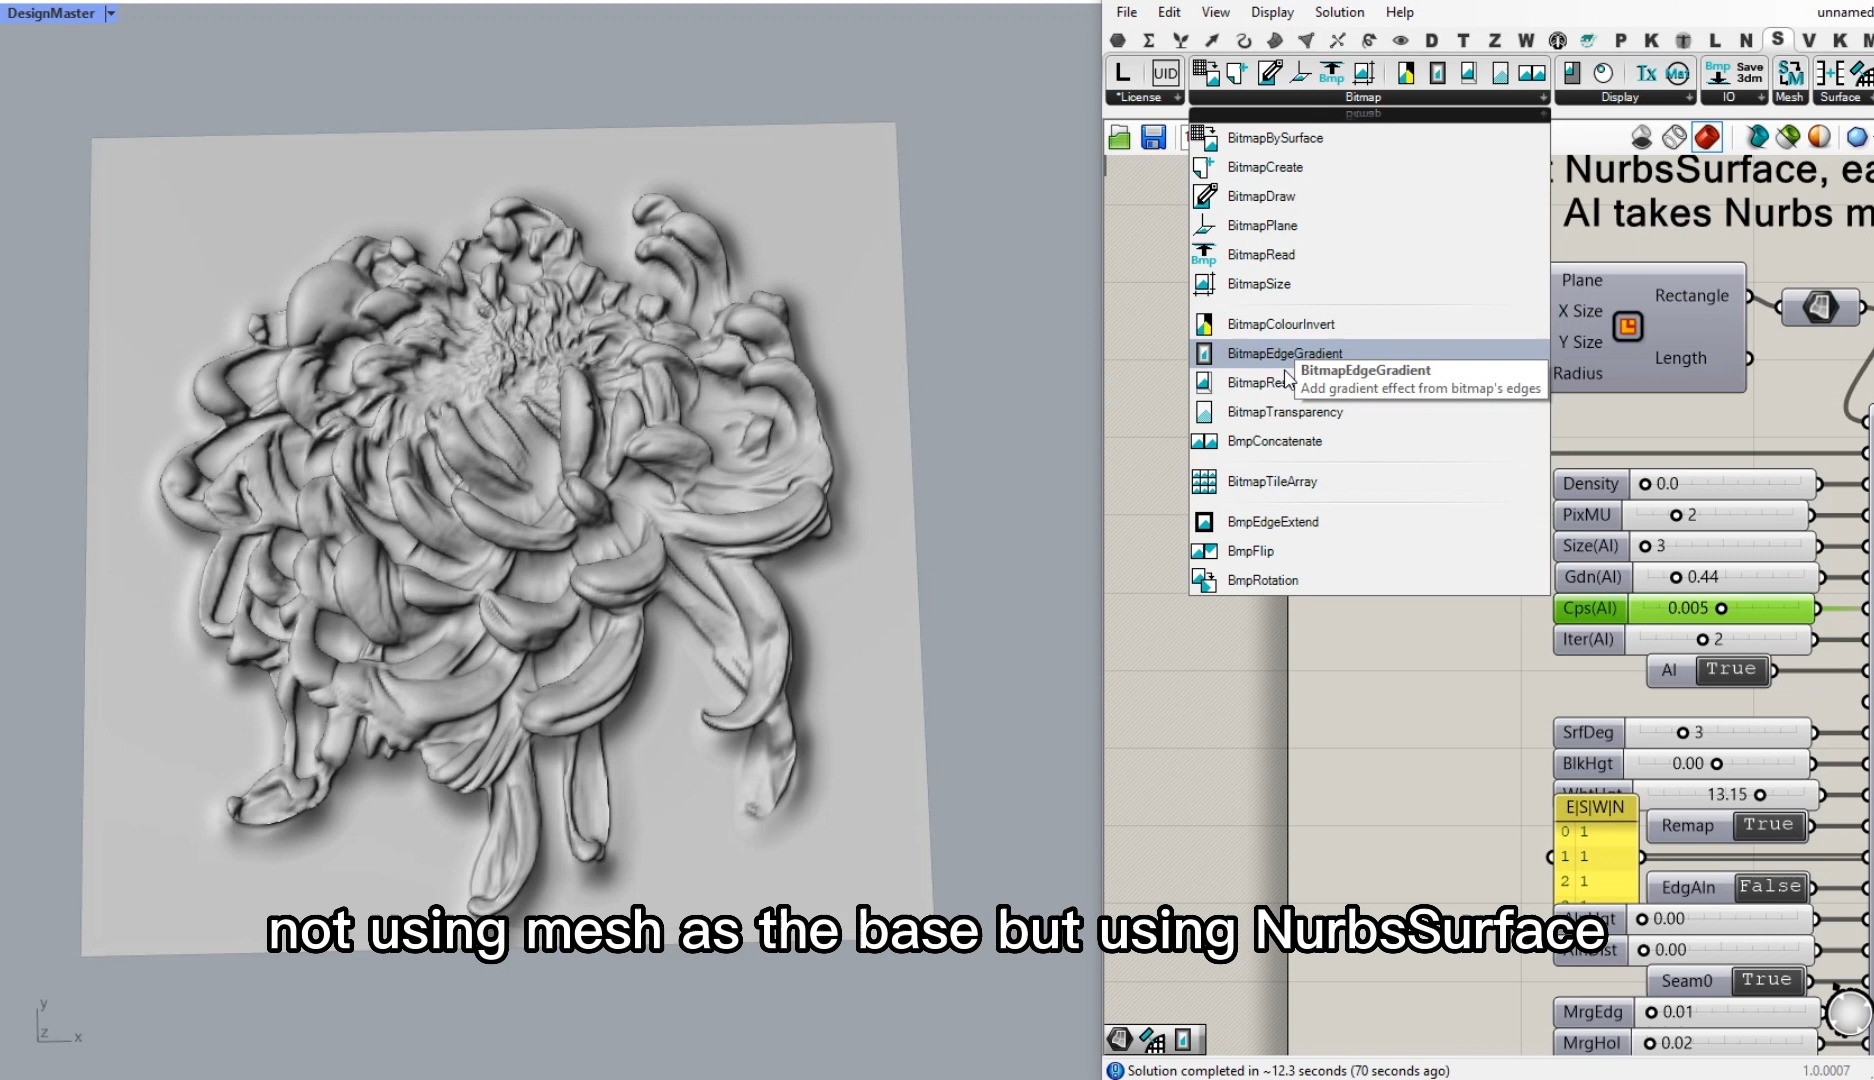 DesignMaster
File Edit View Display Solution Help
unnamed
D T Z W P K L N S V K
L UID Bmp Tx Mat Bmp Save 3dm
*License Bitmap Display IO Mesh Surface
BitmapBySurface
BitmapCreate
BitmapDraw
BitmapPlane
BitmapRead
BitmapSize
BitmapColourInvert
BitmapEdgeGradient
BitmapEdgeGradient
Add gradient effect from bitmap's edges
BitmapTransparency
BmpConcatenate
BitmapTileArray
BmpEdgeExtend
BmpFlip
BmpRotation
NurbsSurface, ea
AI takes Nurbs m
Plane
X Size
Y Size
Radius
Rectangle
Length
Density 0.0
PixMU 2
Size(AI) 3
Gdn(AI) 0.44
Cps(AI) 0.005
Iter(AI) 2
AI True
SrfDeg 3
BlkHgt 0.00
13.15
E|S|W|N
0 1
1 1
2 1
Remap True
EdgAln False
0.00
0.00
Seam0 True
MrgEdg 0.01
MrgHol 0.02
not using mesh as the base but using NurbsSurface
y
z x
Solution completed in ~12.3 seconds (70 seconds ago)
1.0.0007